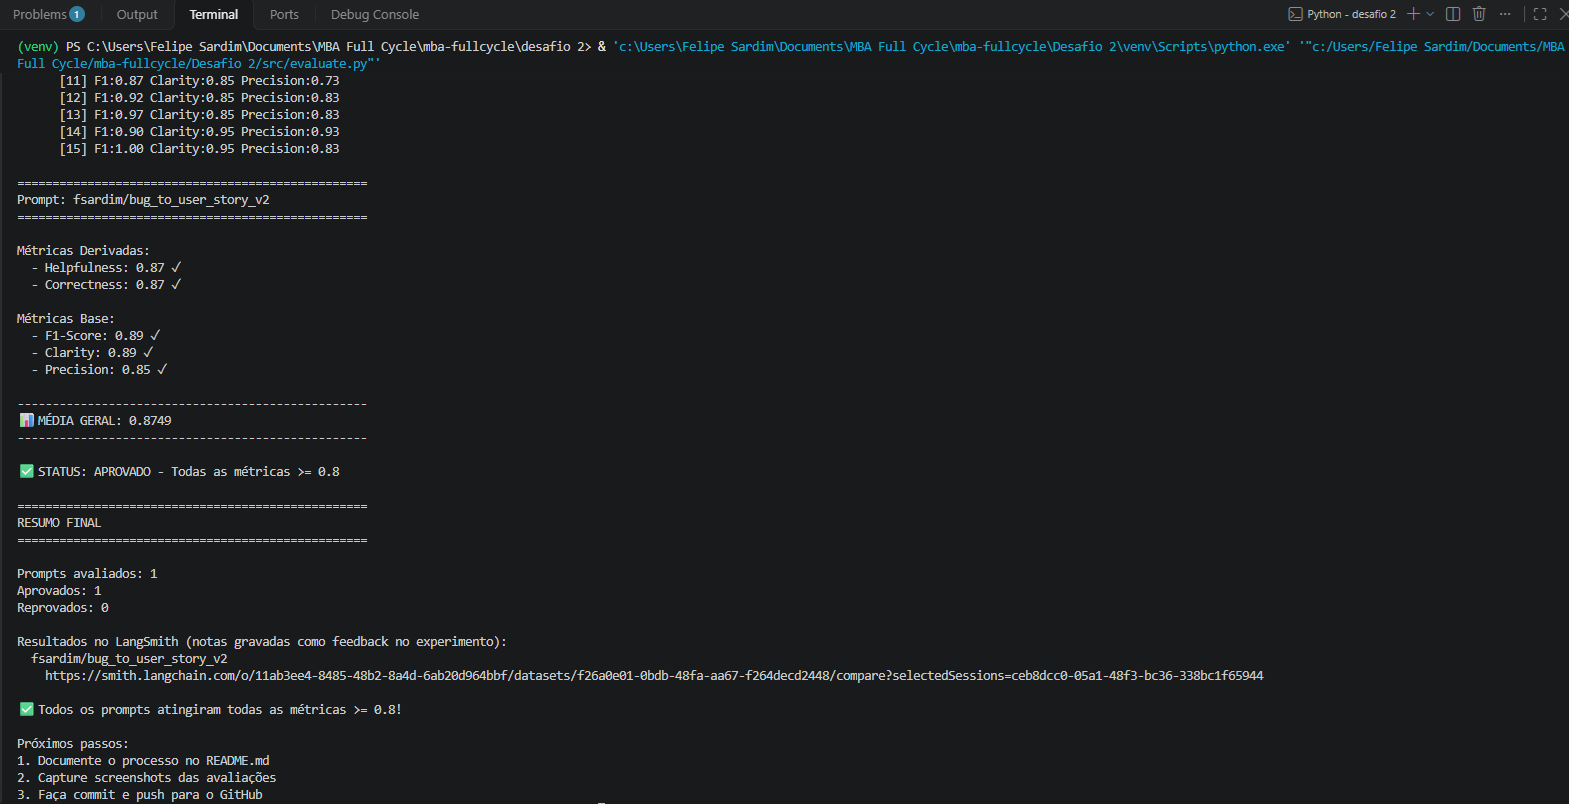 Problems 1 Output Terminal Ports Debug Console Python - desafio 2
(venv) PS C:\Users\Felipe Sardim\Documents\MBA Full Cycle\mba-fullcycle\desafio 2> & 'c:\Users\Felipe Sardim\Documents\MBA Full Cycle\mba-fullcycle\Desafio 2\venv\Scripts\python.exe' '"c:/Users/Felipe Sardim/Documents/MBA
Full Cycle/mba-fullcycle/Desafio 2/src/evaluate.py"'
[11] F1:0.87 Clarity:0.85 Precision:0.73
[12] F1:0.92 Clarity:0.85 Precision:0.83
[13] F1:0.97 Clarity:0.85 Precision:0.83
[14] F1:0.90 Clarity:0.95 Precision:0.93
[15] F1:1.00 Clarity:0.95 Precision:0.83
==================================================
Prompt: fsardim/bug_to_user_story_v2
==================================================
Métricas Derivadas:
- Helpfulness: 0.87 ✓
- Correctness: 0.87 ✓
Métricas Base:
- F1-Score: 0.89 ✓
- Clarity: 0.89 ✓
- Precision: 0.85 ✓
--------------------------------------------------
📊 MÉDIA GERAL: 0.8749
--------------------------------------------------
✅ STATUS: APROVADO - Todas as métricas >= 0.8
==================================================
RESUMO FINAL
==================================================
Prompts avaliados: 1
Aprovados: 1
Reprovados: 0
Resultados no LangSmith (notas gravadas como feedback no experimento):
fsardim/bug_to_user_story_v2
https://smith.langchain.com/o/11ab3ee4-8485-48b2-8a4d-6ab20d964bbf/datasets/f26a0e01-0bdb-48fa-aa67-f264decd2448/compare?selectedSessions=ceb8dcc0-05a1-48f3-bc36-338bc1f65944
✅ Todos os prompts atingiram todas as métricas >= 0.8!
Próximos passos:
1. Documente o processo no README.md
2. Capture screenshots das avaliações
3. Faça commit e push para o GitHub